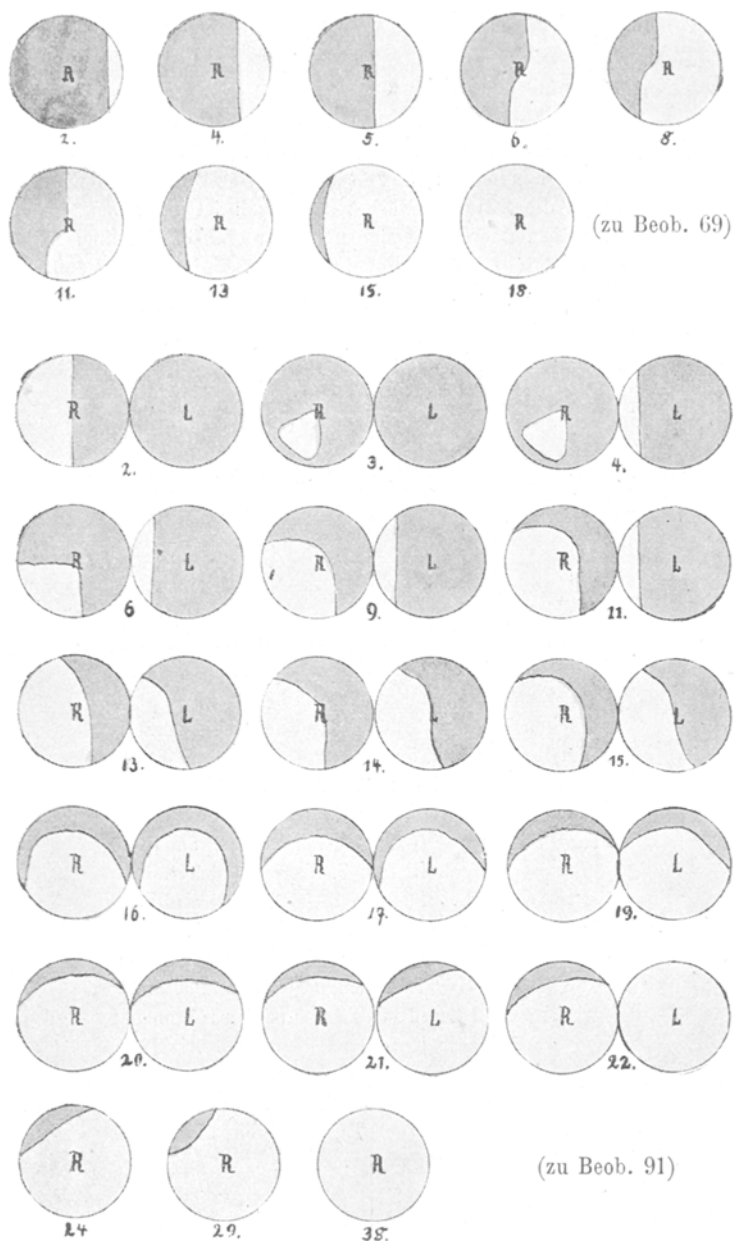 R R R R R
2. 4. 5. 6. 8.
R R R R (zu Beob. 69)
11. 13 15. 18.
R L R L R L
2. 3. 4.
R L R L R L
6 9. 11.
R L R L R L
13. 14. 15.
R L R L R L
16. 17. 19.
R L R L R L
20. 21. 22.
R R R (zu Beob. 91)
24 29. 38.